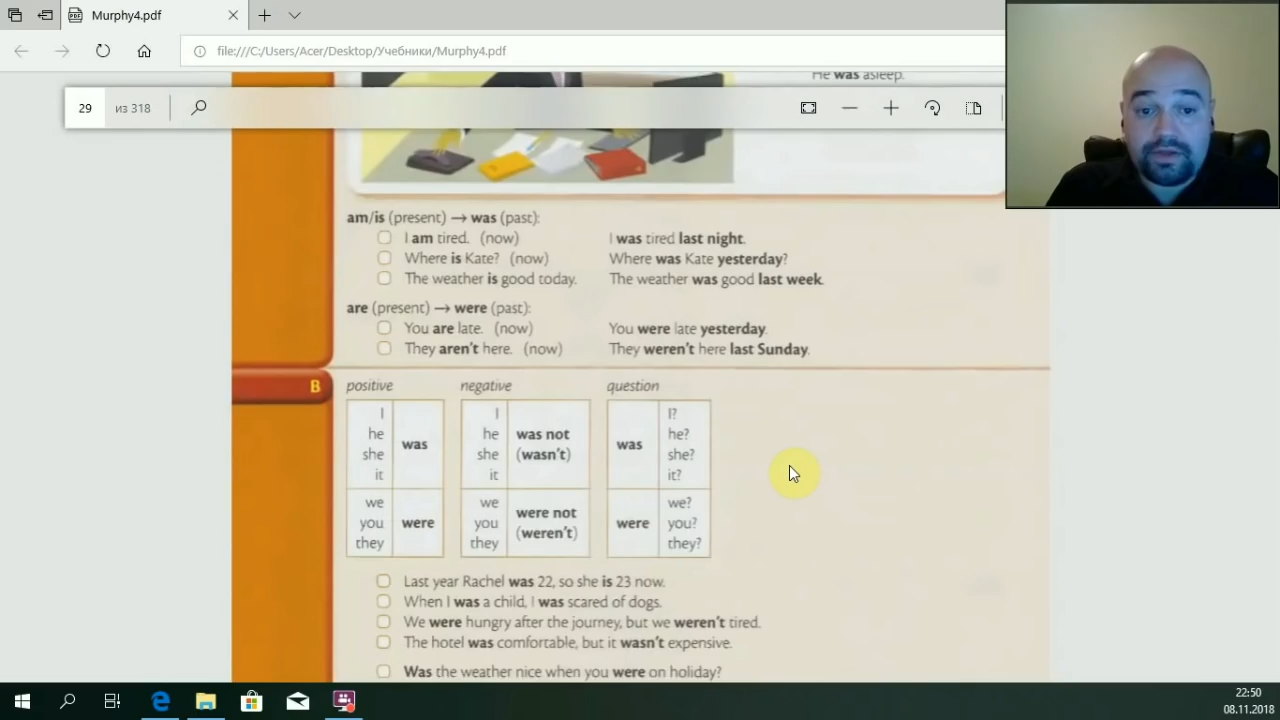 Murphy4.pdf
file:///C:/Users/Acer/Desktop/Учебники/Murphy4.pdf
He was asleep.
29 из 318
am/is (present) → was (past):
I am tired. (now) I was tired last night.
Where is Kate? (now) Where was Kate yesterday?
The weather is good today. The weather was good last week.
are (present) → were (past):
You are late. (now) You were late yesterday.
They aren't here. (now) They weren't here last Sunday.
B positive negative question
I I I?
he he was not he?
was was
she she (wasn't) she?
it it it?
we we we?
were not
you were you were you?
(weren't)
they they they?
Last year Rachel was 22, so she is 23 now.
When I was a child, I was scared of dogs.
We were hungry after the journey, but we weren't tired.
The hotel was comfortable, but it wasn't expensive.
Was the weather nice when you were on holiday?
22:50
08.11.2018